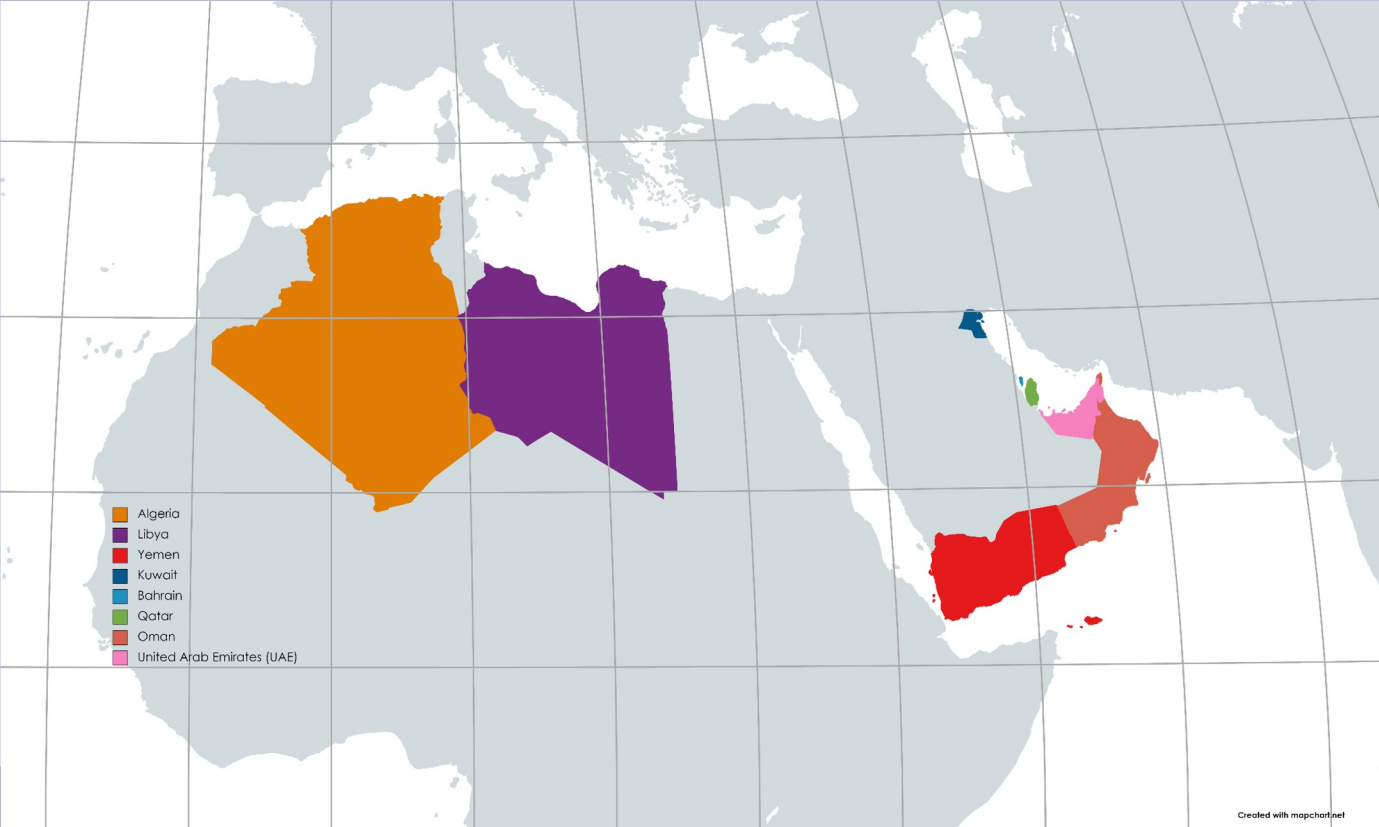 Algeria
Libya
Yemen
Kuwait
Bahrain
Qatar
Oman
United Arab Emirates (UAE)
Created with mapchart.net